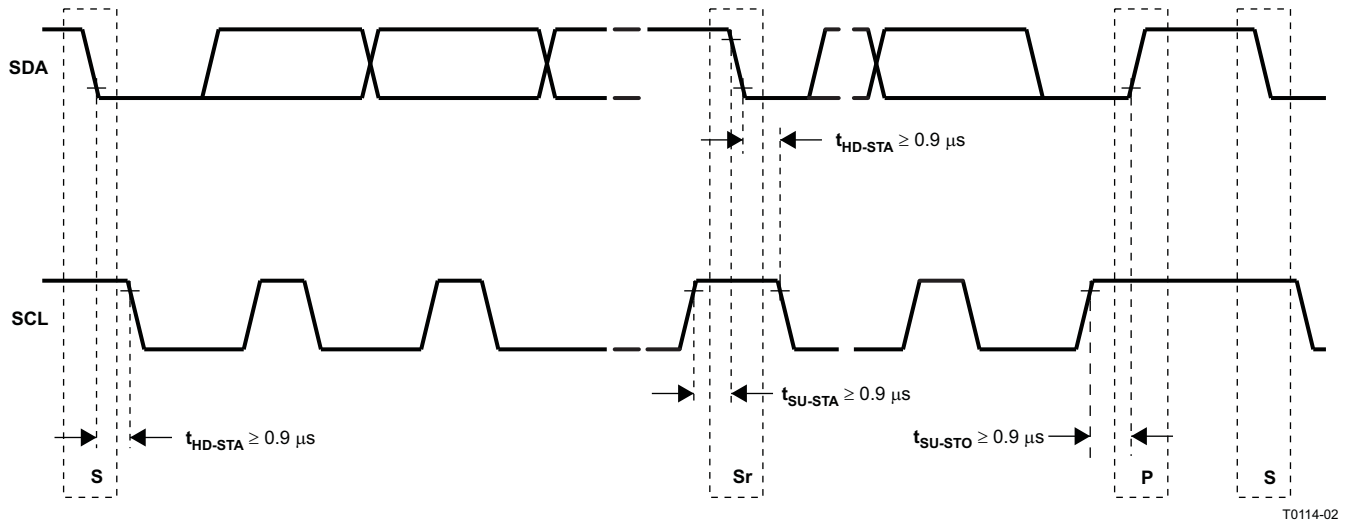 SDA
t_HD-STA ≥ 0.9 μs
SCL
t_SU-STA ≥ 0.9 μs
t_HD-STA ≥ 0.9 μs
t_SU-STO ≥ 0.9 μs
S
Sr
P
S
T0114-02